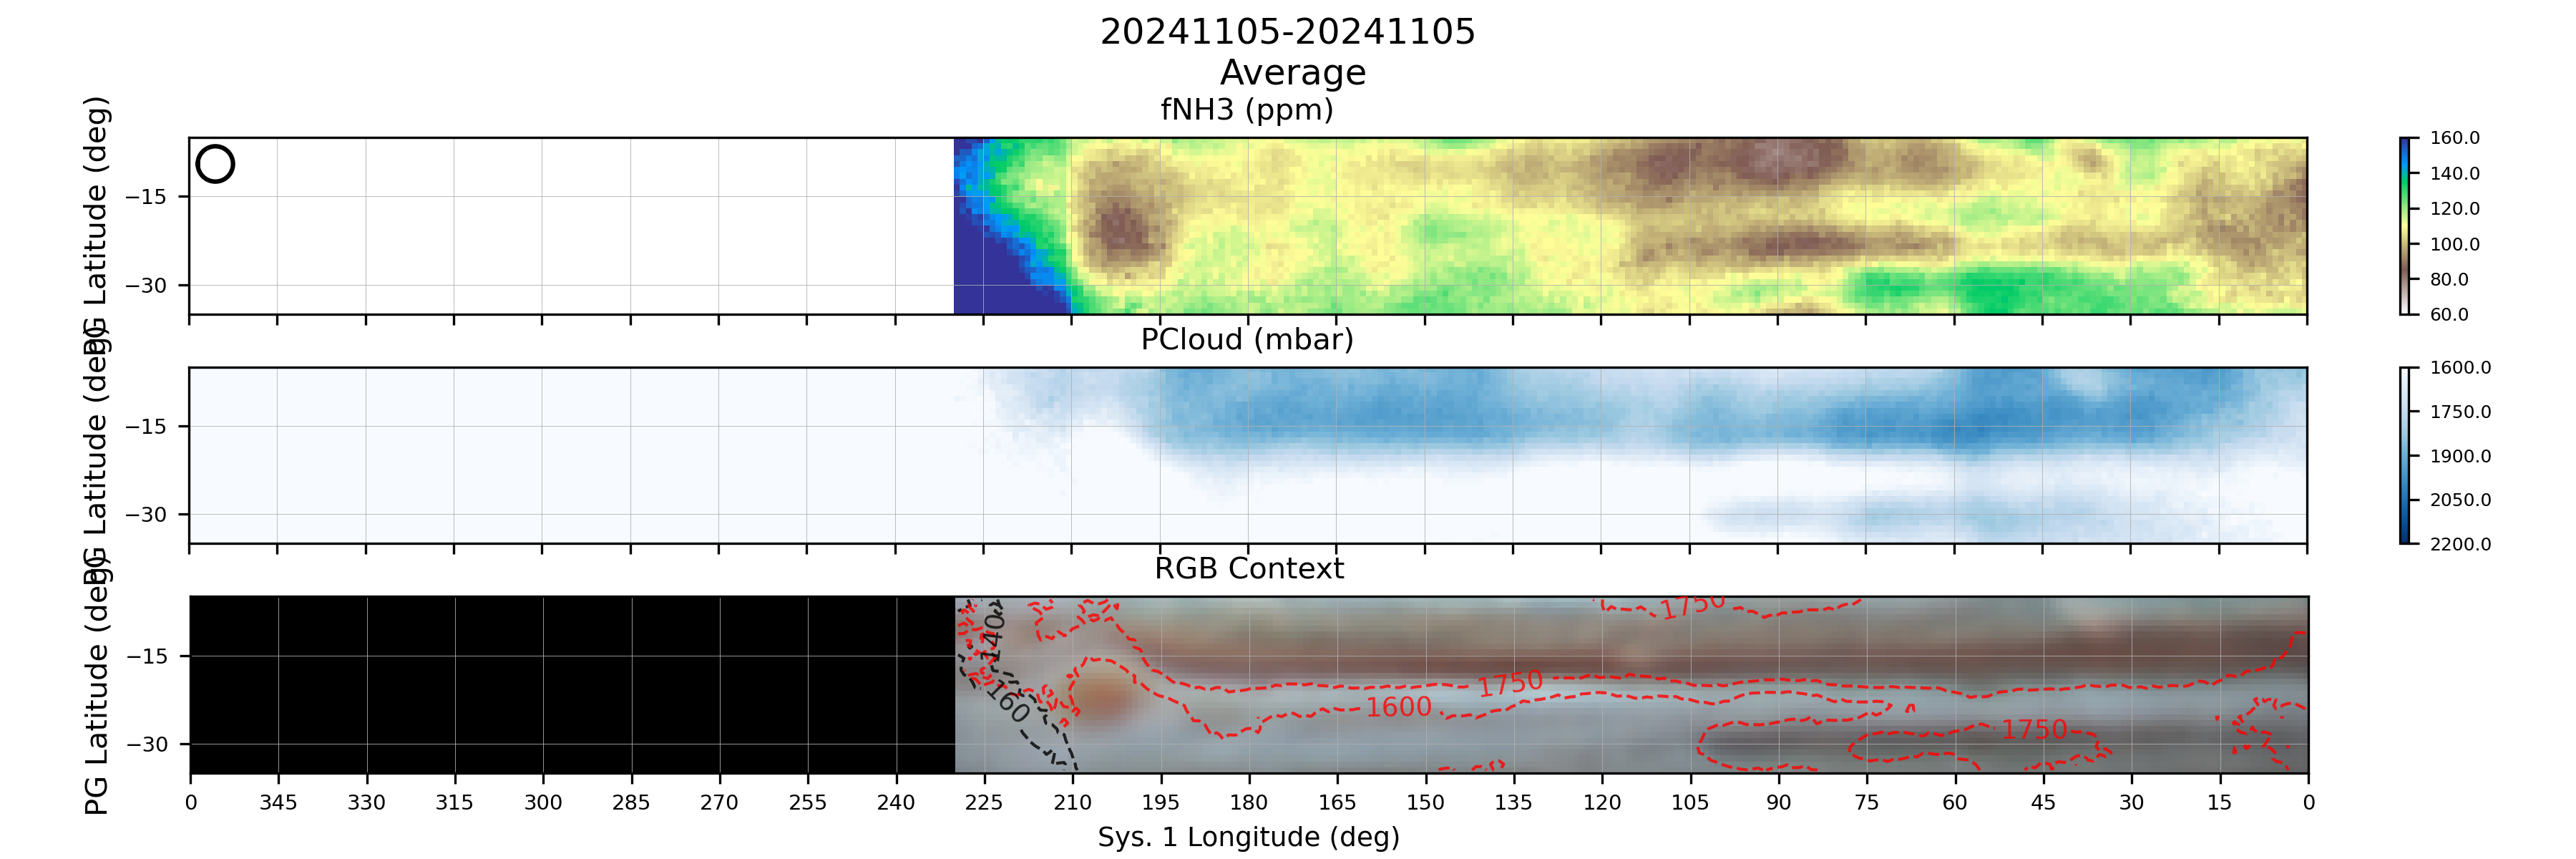 20241105-20241105
Average
fNH3 (ppm)
PG Latitude (deg)
−15
−30
160.0
140.0
120.0
100.0
80.0
60.0
PCloud (mbar)
PG Latitude (deg)
−15
−30
1600.0
1750.0
1900.0
2050.0
2200.0
RGB Context
PG Latitude (deg)
−15
−30
140
160
1750
1750
1600
1750
0 345 330 315 300 285 270 255 240 225 210 195 180 165 150 135 120 105 90 75 60 45 30 15 0
Sys. 1 Longitude (deg)